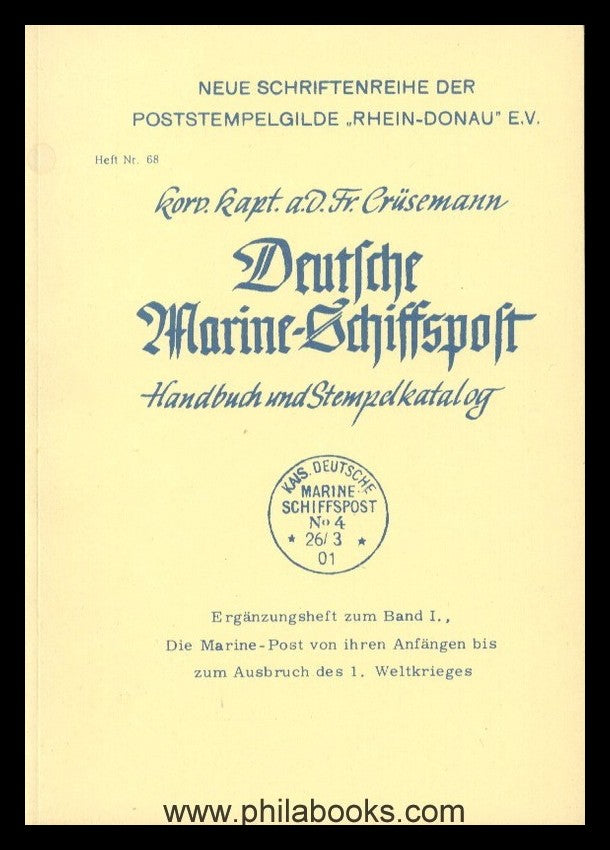 NEUE SCHRIFTENREIHE DER
POSTSTEMPELGILDE „RHEIN-DONAU" E.V.
Heft Nr. 68
Korv. Kapt. a.D. Fr. Crüsemann
Deutsche
Marine-Schiffspost
Handbuch und Stempelkatalog
KAIS. DEUTSCHE
MARINE-
SCHIFFSPOST
No 4
* 26/3 *
01
Ergänzungsheft zum Band I.,
Die Marine-Post von ihren Anfängen bis
zum Ausbruch des 1. Weltkrieges
www.philabooks.com